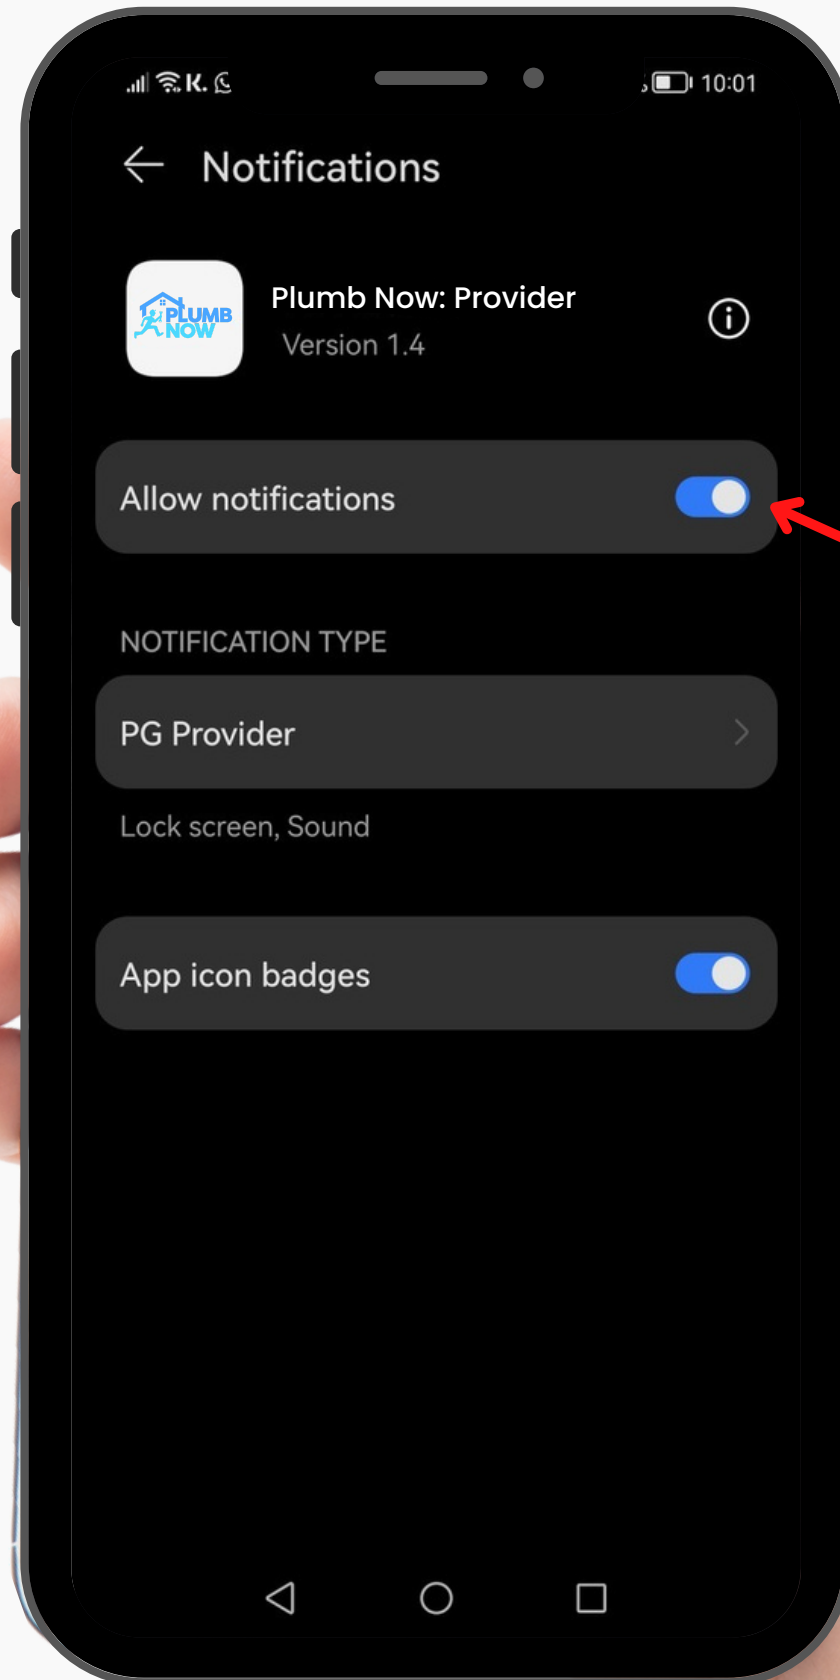 K. 10:01
Notifications
PLUMB
NOW
Plumb Now: Provider
Version 1.4
Allow notifications
NOTIFICATION TYPE
PG Provider
Lock screen, Sound
App icon badges